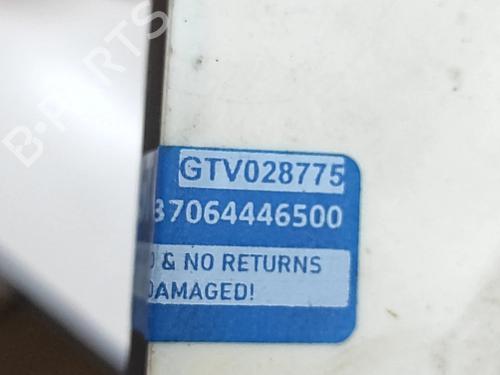 B-PARTS
GTV028775
37064446500
& NO RETURNS
DAMAGED!